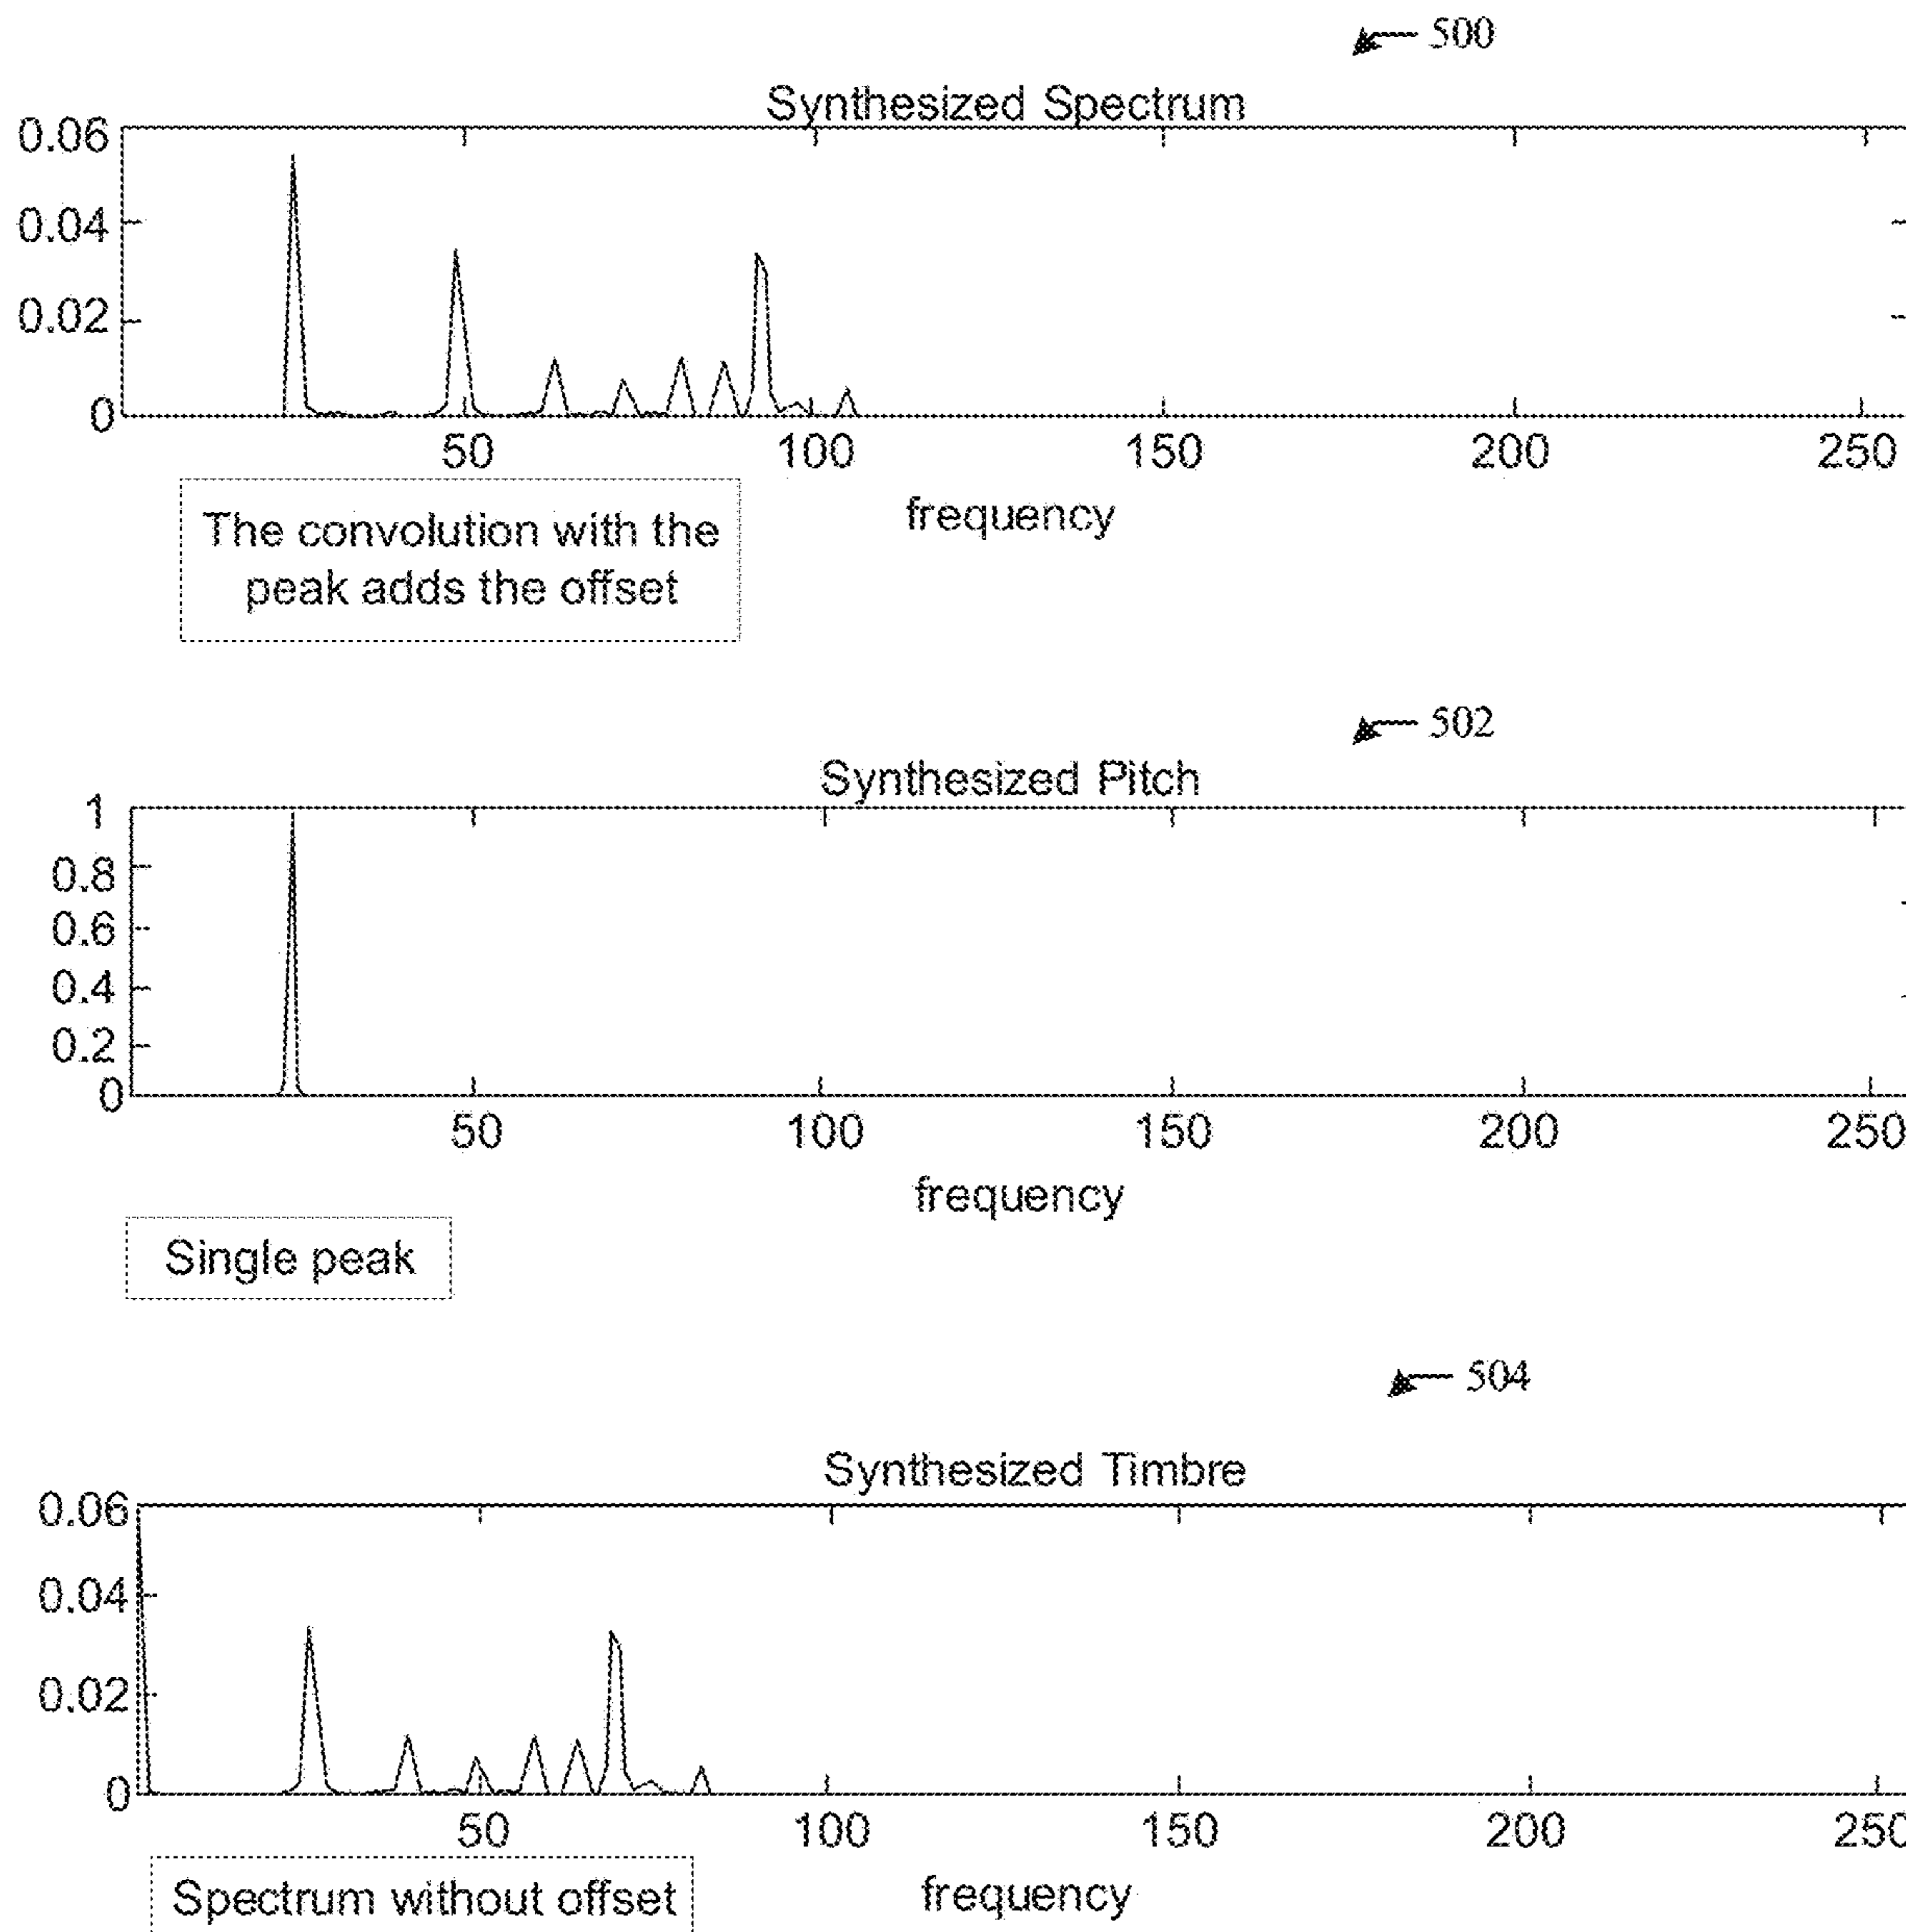 500
Synthesized Spectrum
0.06
0.04
0.02
0
50 100 150 200 250
frequency
The convolution with the
peak adds the offset
502
Synthesized Pitch
1
0.8
0.6
0.4
0.2
0
50 100 150 200 250
frequency
Single peak
504
Synthesized Timbre
0.06
0.04
0.02
0
50 100 150 200 250
frequency
Spectrum without offset